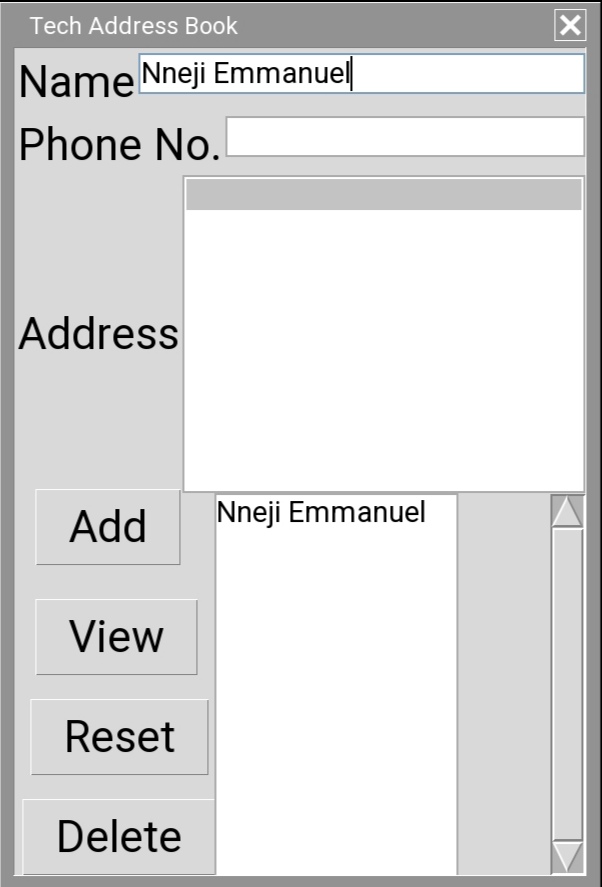 Tech Address Book
Name Nneji Emmanuel
Phone No.
Address
Add
Nneji Emmanuel
View
Reset
Delete